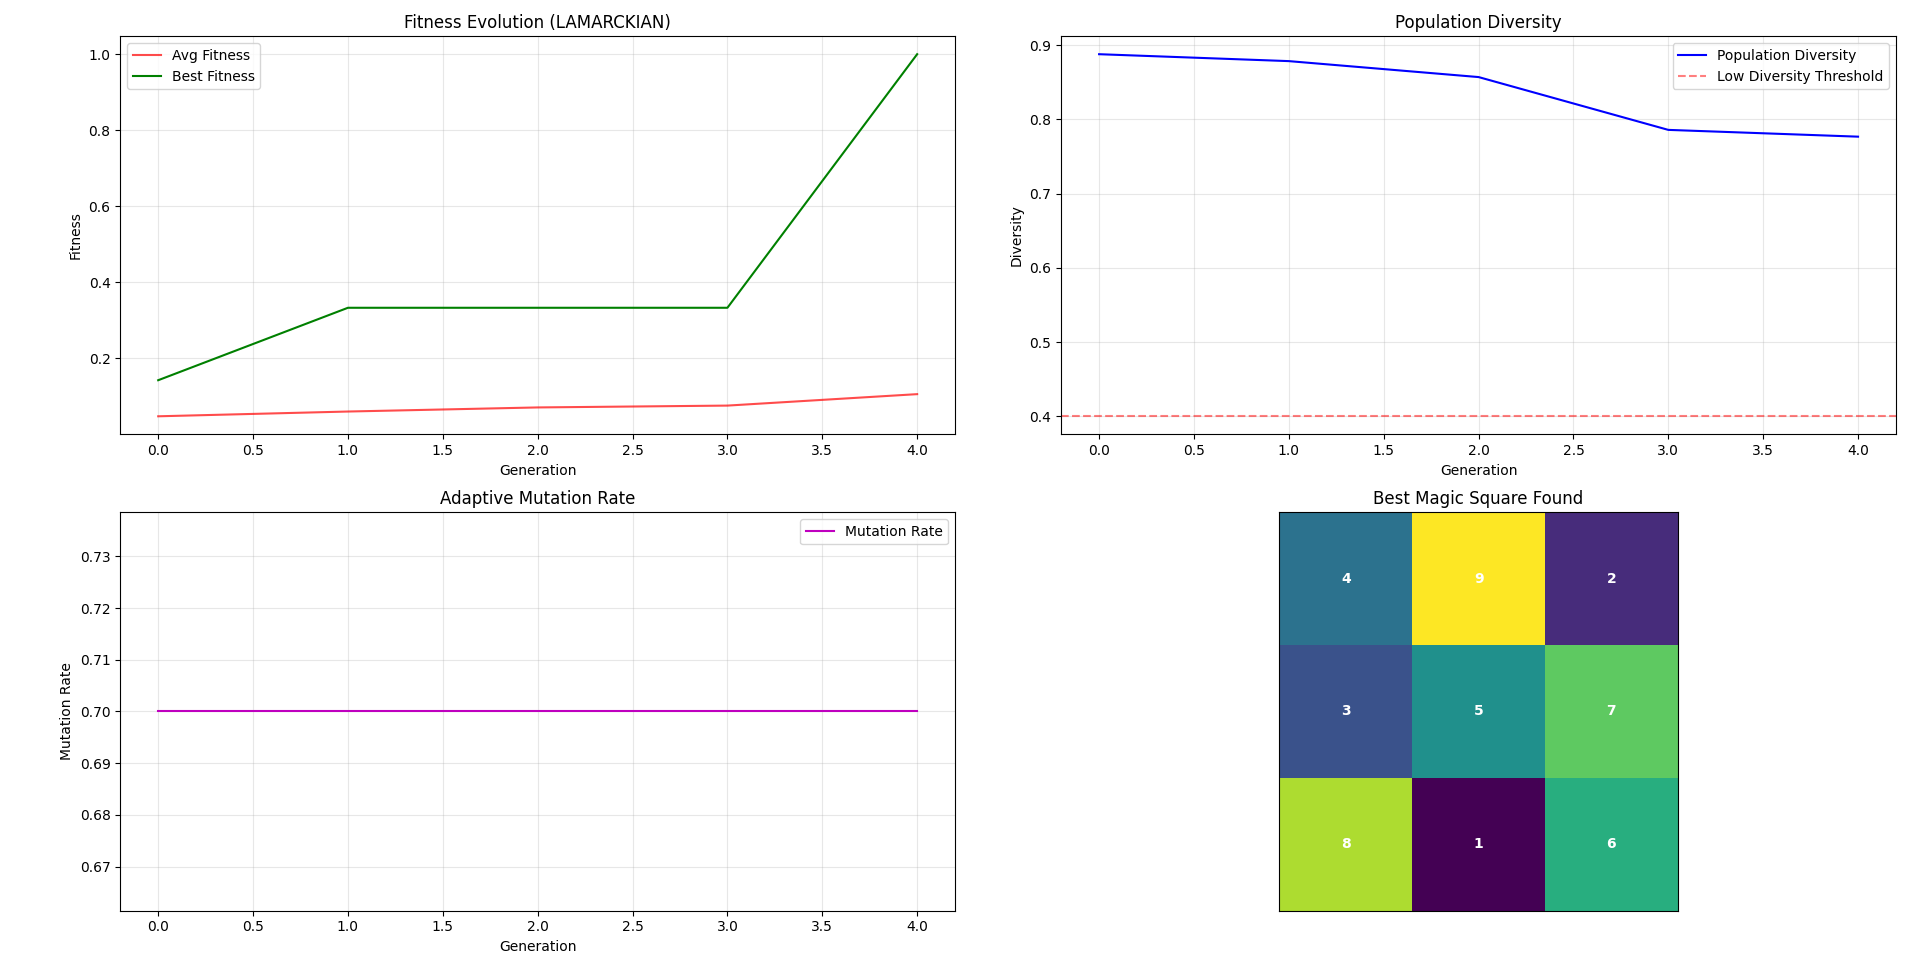 Fitness Evolution (LAMARCKIAN)
Avg Fitness
Best Fitness
1.0
0.8
0.6
0.4
0.2
Fitness
0.0 0.5 1.0 1.5 2.0 2.5 3.0 3.5 4.0
Generation
Population Diversity
Population Diversity
Low Diversity Threshold
0.9
0.8
0.7
0.6
0.5
0.4
Diversity
0.0 0.5 1.0 1.5 2.0 2.5 3.0 3.5 4.0
Generation
Adaptive Mutation Rate
Mutation Rate
0.73
0.72
0.71
0.70
0.69
0.68
0.67
Mutation Rate
0.0 0.5 1.0 1.5 2.0 2.5 3.0 3.5 4.0
Generation
Best Magic Square Found
4 9 2
3 5 7
8 1 6